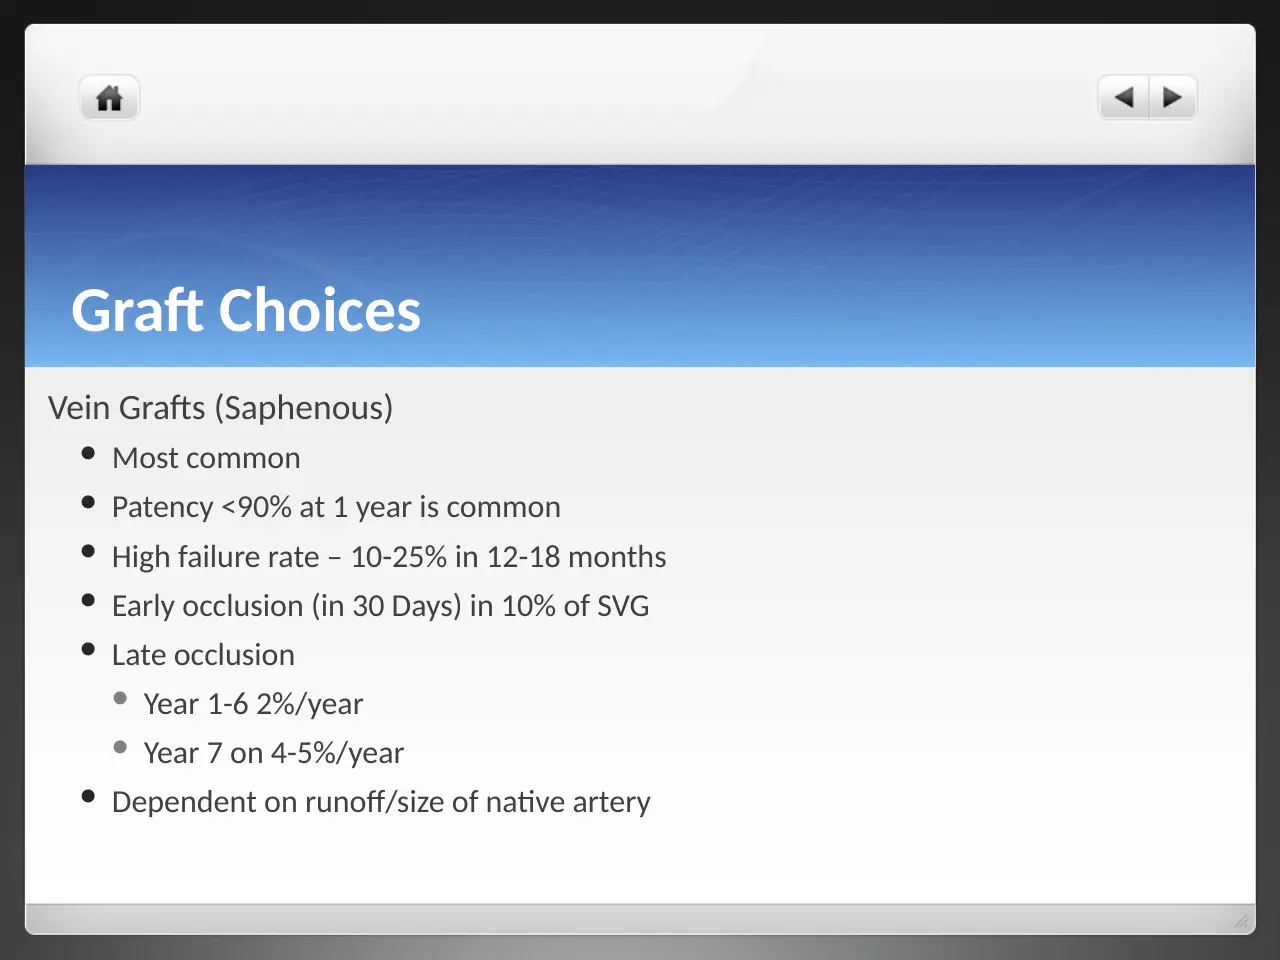 Graft Choices
Vein Grafts (Saphenous)
Most common
Patency <90% at 1 year is common
High failure rate – 10-25% in 12-18 months
Early occlusion (in 30 Days) in 10% of SVG
Late occlusion
Year 1-6 2%/year
Year 7 on 4-5%/year
Dependent on runoff/size of native artery